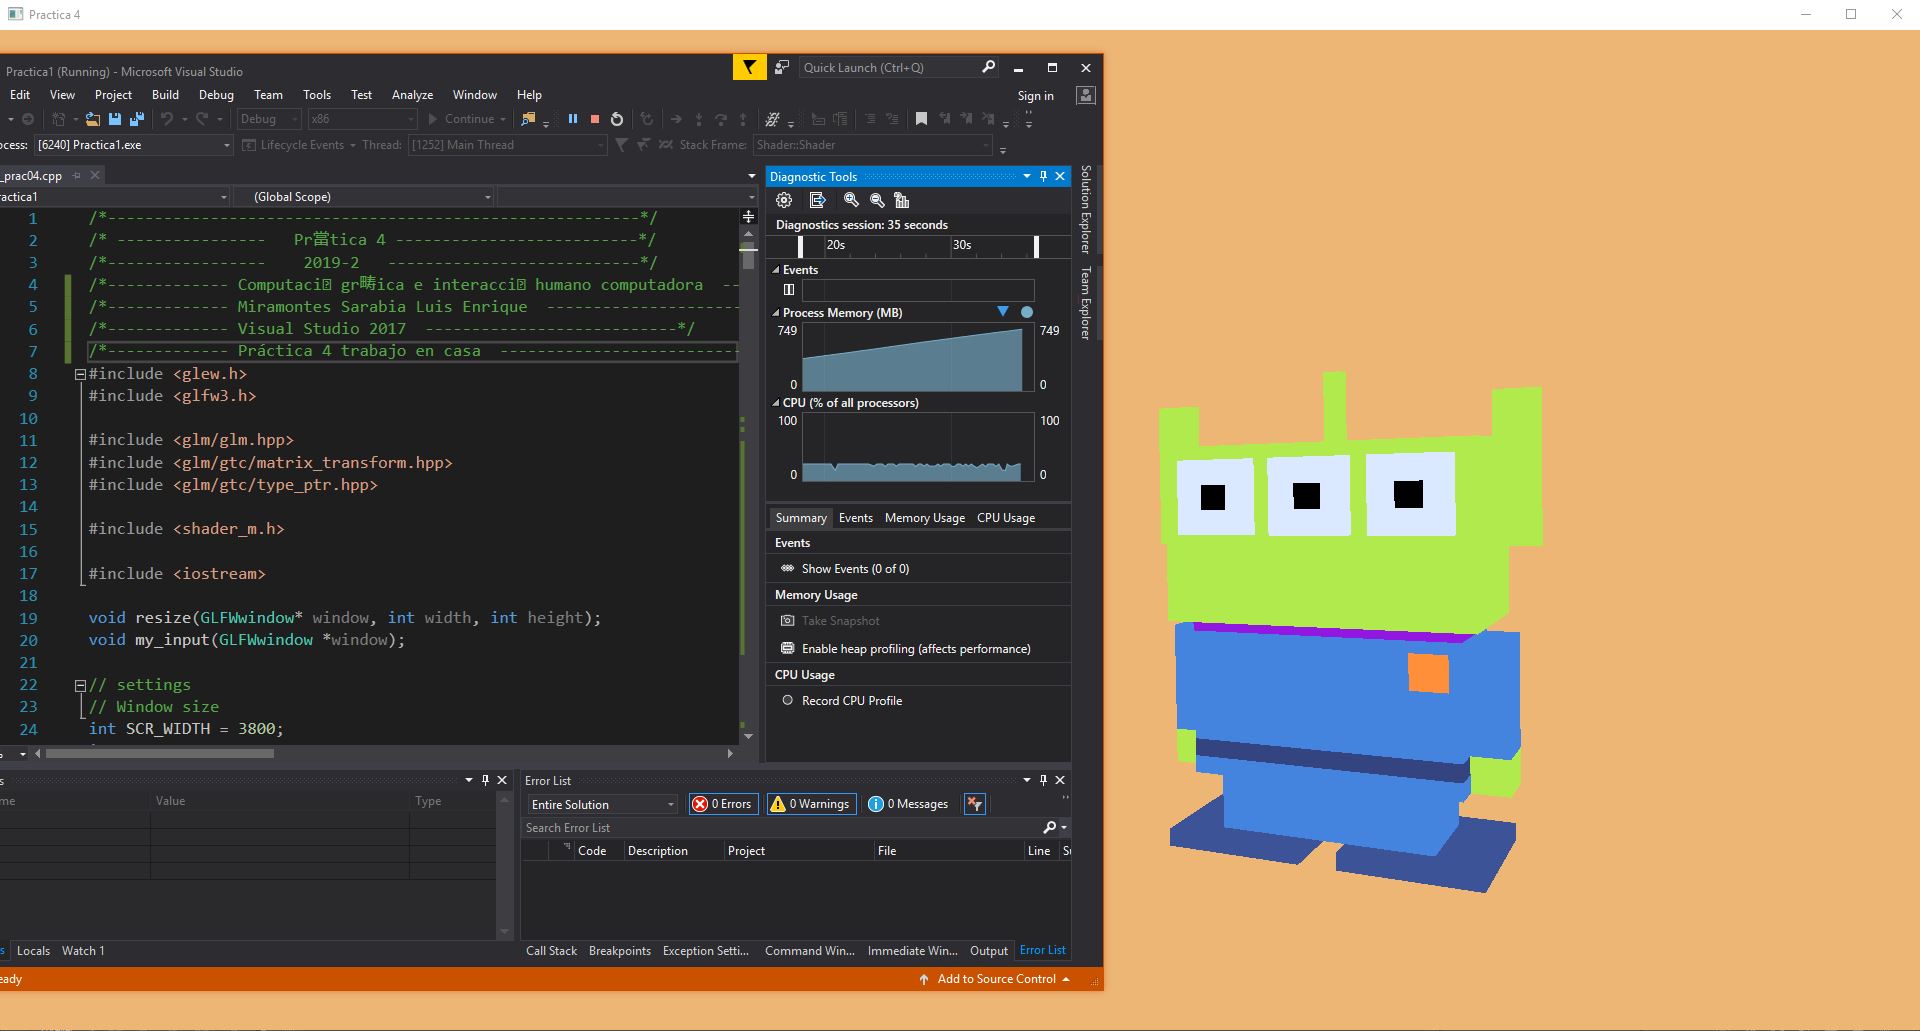 Practica 4
Practica1 (Running) - Microsoft Visual Studio
Quick Launch (Ctrl+Q)
Edit View Project Build Debug Team Tools Test Analyze Window Help
Sign in
Debug x86 Continue
ocess: [6240] Practica1.exe Lifecycle Events Thread: [1252] Main Thread Stack Frame: Shader::Shader
_prac04.cpp
ractica1 (Global Scope)
1 /*---------------------------------------------------------*/
2 /* ---------------- Pr當tica 4 --------------------------*/
3 /*---------------- 2019-2 ---------------------------*/
4 /*------------- Computaci gr畴ica e interacci humano computadora --
5 /*------------- Miramontes Sarabia Luis Enrique ---------------------
6 /*------------- Visual Studio 2017 ---------------------------*/
7 /*------------- Práctica 4 trabajo en casa --------------------------
8 #include <glew.h>
9 #include <glfw3.h>
10
11 #include <glm/glm.hpp>
12 #include <glm/gtc/matrix_transform.hpp>
13 #include <glm/gtc/type_ptr.hpp>
14
15 #include <shader_m.h>
16
17 #include <iostream>
18
19 void resize(GLFWwindow* window, int width, int height);
20 void my_input(GLFWwindow *window);
21
22 // settings
23 // Window size
24 int SCR_WIDTH = 3800;
Diagnostic Tools
Diagnostics session: 35 seconds
20s 30s
Events
Process Memory (MB)
749 749
0 0
CPU (% of all processors)
100 100
0 0
Summary Events Memory Usage CPU Usage
Events
Show Events (0 of 0)
Memory Usage
Take Snapshot
Enable heap profiling (affects performance)
CPU Usage
Record CPU Profile
Solution Explorer
Team Explorer
s
me Value Type
Error List
Entire Solution 0 Errors 0 Warnings 0 Messages
Search Error List
Code Description Project File Line Su
s Locals Watch 1
Call Stack Breakpoints Exception Setti... Command Win... Immediate Win... Output Error List
eady
Add to Source Control